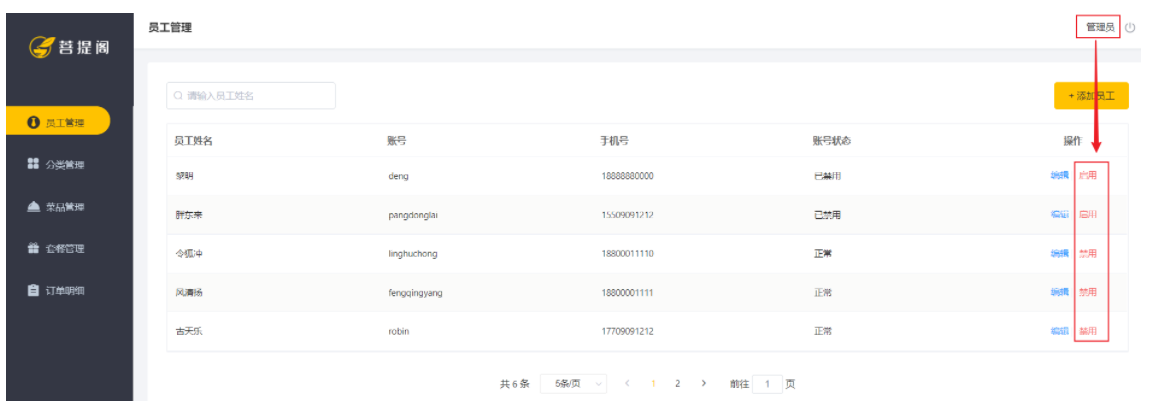 菩提阁
员工管理
管理员
请输入员工姓名
+ 添加员工
员工管理
分类管理
菜品管理
套餐管理
订单明细
员工姓名 账号 手机号 账号状态 操作
黎明 deng 18888880000 已禁用 编辑 启用
胖东来 pangdonglai 15509091212 已禁用 编辑 启用
令狐冲 linghuchong 18800011110 正常 编辑 禁用
风清扬 fengqingyang 18800001111 正常 编辑 禁用
古天乐 robin 17709091212 正常 编辑 禁用
共 6 条 5条/页 < 1 2 > 前往 1 页